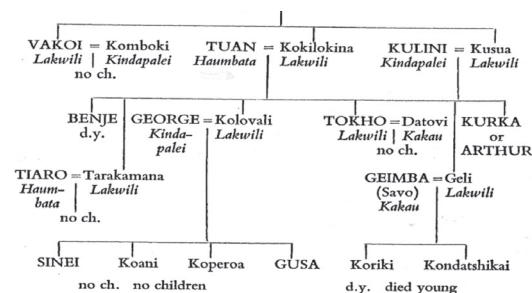 VAKOI = Komboki TUAN = Kokilokina KULINI = Kusua
Lakwili | Kindapalei Haumbata Lakwili Kindapalei Lakwili
no ch.
BENJE GEORGE = Kolovali TOKHO = Datovi KURKA
d.y. Kinda- Lakwili Lakwili | Kakau or
palei no ch. ARTHUR
TIARO = Tarakamana GEIMBA = Geli
Haum- Lakwili (Savo) Lakwili
bata Kakau
no ch.
SINEI Koani Koperoa GUSA Koriki Kondatshikai
no ch. no children d.y. died young